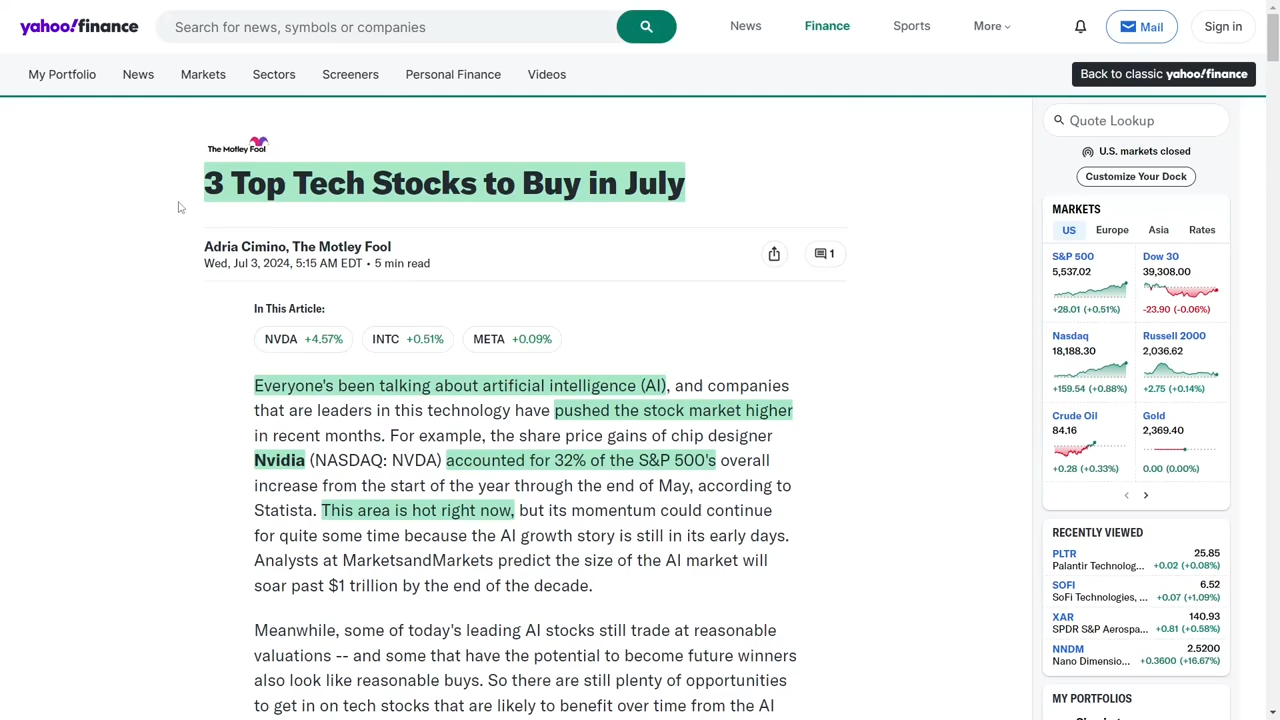 yahoo!finance
Search for news, symbols or companies
News
Finance
Sports
More
Mail
Sign in
My Portfolio
News
Markets
Sectors
Screeners
Personal Finance
Videos
Back to classic yahoo!finance
The Motley Fool
3 Top Tech Stocks to Buy in July
Adria Cimino, The Motley Fool
Wed, Jul 3, 2024, 5:15 AM EDT • 5 min read
1
In This Article:
NVDA +4.57%
INTC +0.51%
META +0.09%
Everyone's been talking about artificial intelligence (AI), and companies
that are leaders in this technology have pushed the stock market higher
in recent months. For example, the share price gains of chip designer
Nvidia (NASDAQ: NVDA) accounted for 32% of the S&P 500's overall
increase from the start of the year through the end of May, according to
Statista. This area is hot right now, but its momentum could continue
for quite some time because the AI growth story is still in its early days.
Analysts at MarketsandMarkets predict the size of the AI market will
soar past $1 trillion by the end of the decade.
Meanwhile, some of today's leading AI stocks still trade at reasonable
valuations -- and some that have the potential to become future winners
also look like reasonable buys. So there are still plenty of opportunities
to get in on tech stocks that are likely to benefit over time from the AI
Quote Lookup
U.S. markets closed
Customize Your Dock
MARKETS
US
Europe
Asia
Rates
S&P 500
5,537.02
+28.01 (+0.51%)
Dow 30
39,308.00
-23.90 (-0.06%)
Nasdaq
18,188.30
+159.54 (+0.88%)
Russell 2000
2,036.62
+2.75 (+0.14%)
Crude Oil
84.16
+0.28 (+0.33%)
Gold
2,369.40
0.00 (0.00%)
RECENTLY VIEWED
PLTR 25.85
Palantir Technolog... +0.02 (+0.08%)
SOFI 6.52
SoFi Technologies, ... +0.07 (+1.09%)
XAR 140.93
SPDR S&P Aerospa... +0.81 (+0.58%)
NNDM 2.5200
Nano Dimensio... +0.3600 (+16.67%)
MY PORTFOLIOS